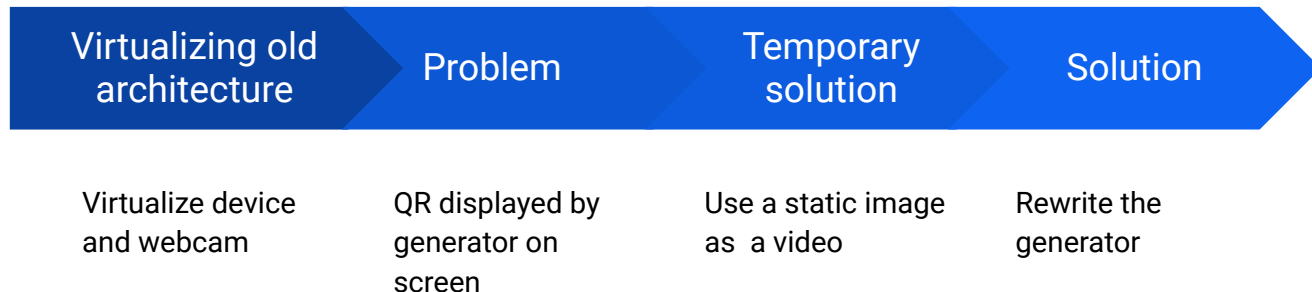 Virtualizing old
architecture
Problem
Temporary
solution
Solution
Virtualize device
and webcam
QR displayed by
generator on
screen
Use a static image
as  a video
Rewrite the
generator